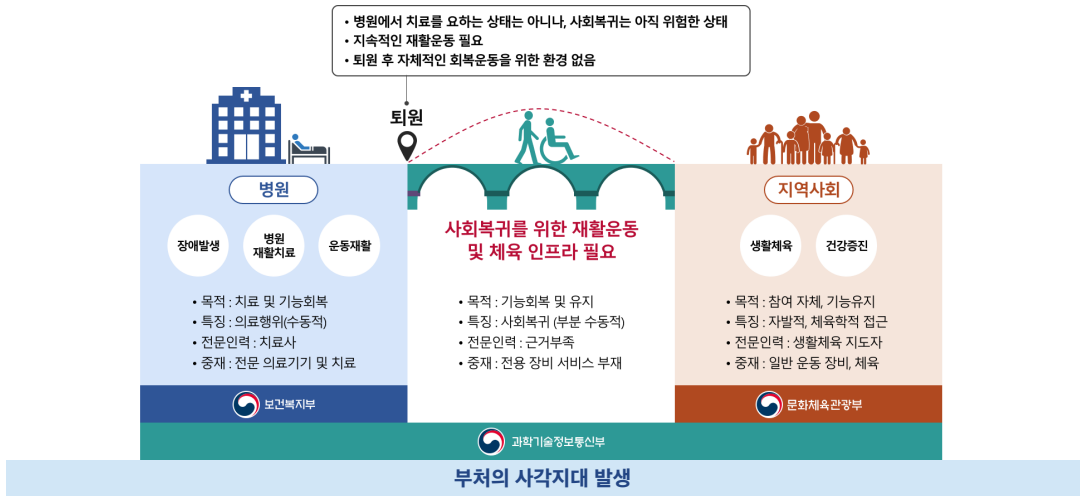 • 병원에서 치료를 요하는 상태는 아니나, 사회복귀는 아직 위험한 상태
• 지속적인 재활운동 필요
• 퇴원 후 자체적인 회복운동을 위한 환경 없음
퇴원
병원
장애발생
병원
재활치료
운동재활
• 목적 : 치료 및 기능회복
• 특징 : 의료행위(수동적)
• 전문인력 : 치료사
• 중재 : 전문 의료기기 및 치료
보건복지부
사회복귀를 위한 재활운동
및 체육 인프라 필요
• 목적 : 기능회복 및 유지
• 특징 : 사회복귀 (부분 수동적)
• 전문인력 : 근거부족
• 중재 : 전용 장비 서비스 부재
지역사회
생활체육
건강증진
• 목적 : 참여 자체, 기능유지
• 특징 : 자발적, 체육학적 접근
• 전문인력 : 생활체육 지도자
• 중재 : 일반 운동 장비, 체육
문화체육관광부
과학기술정보통신부
부처의 사각지대 발생